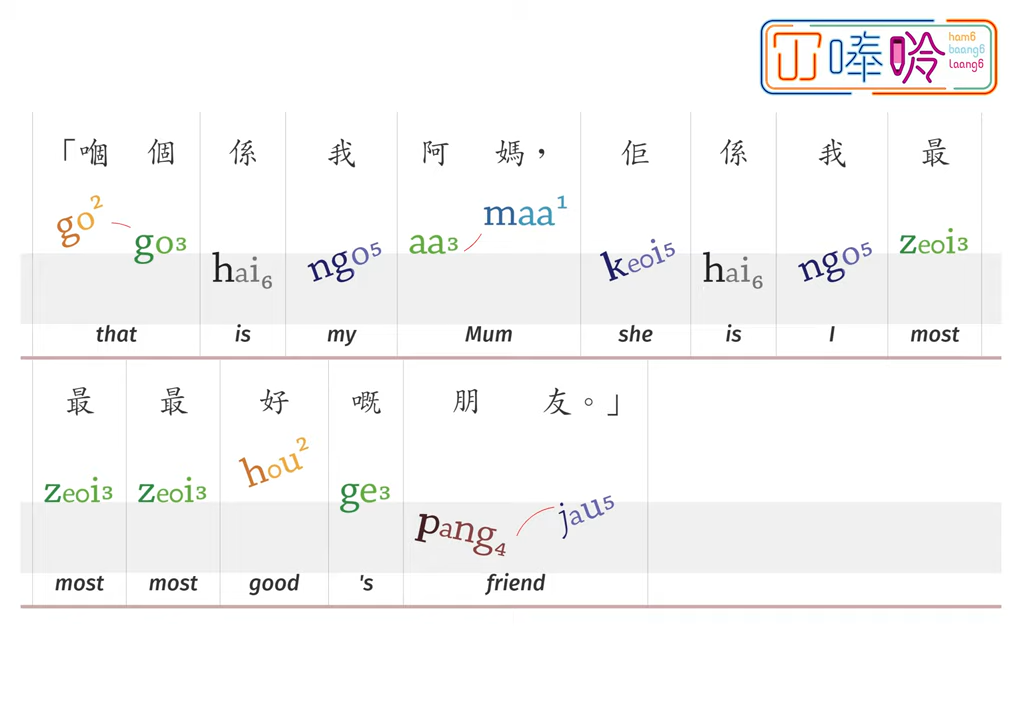 冚唪唥
ham6
baang6
laang6
「嗰個係我阿媽，佢係我最
go2 go3 hai6 ngo5 aa3 maa1 keoi5 hai6 ngo5 zeoi3
that is my Mum she is I most
最最好嘅朋友。」
zeoi3 zeoi3 hou2 ge3 pang4 jau5
most most good 's friend